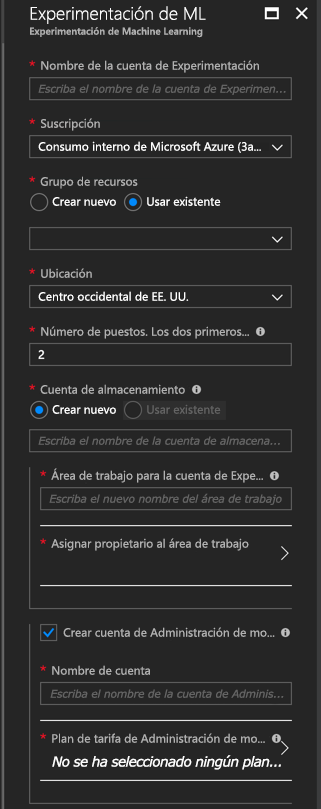 Experimentación de ML
Experimentación de Machine Learning
* Nombre de la cuenta de Experimentación
Escriba el nombre de la cuenta de Experimen...
* Suscripción
Consumo interno de Microsoft Azure (3a...
* Grupo de recursos
Crear nuevo Usar existente
* Ubicación
Centro occidental de EE. UU.
* Número de puestos. Los dos primeros...
2
* Cuenta de almacenamiento
Crear nuevo Usar existente
Escriba el nombre de la cuenta de almacena...
* Área de trabajo para la cuenta de Expe...
Escriba el nuevo nombre del área de trabajo
* Asignar propietario al área de trabajo
Crear cuenta de Administración de mo...
* Nombre de cuenta
Escriba el nombre de la cuenta de Adminis...
* Plan de tarifa de Administración de mo...
No se ha seleccionado ningún plan...